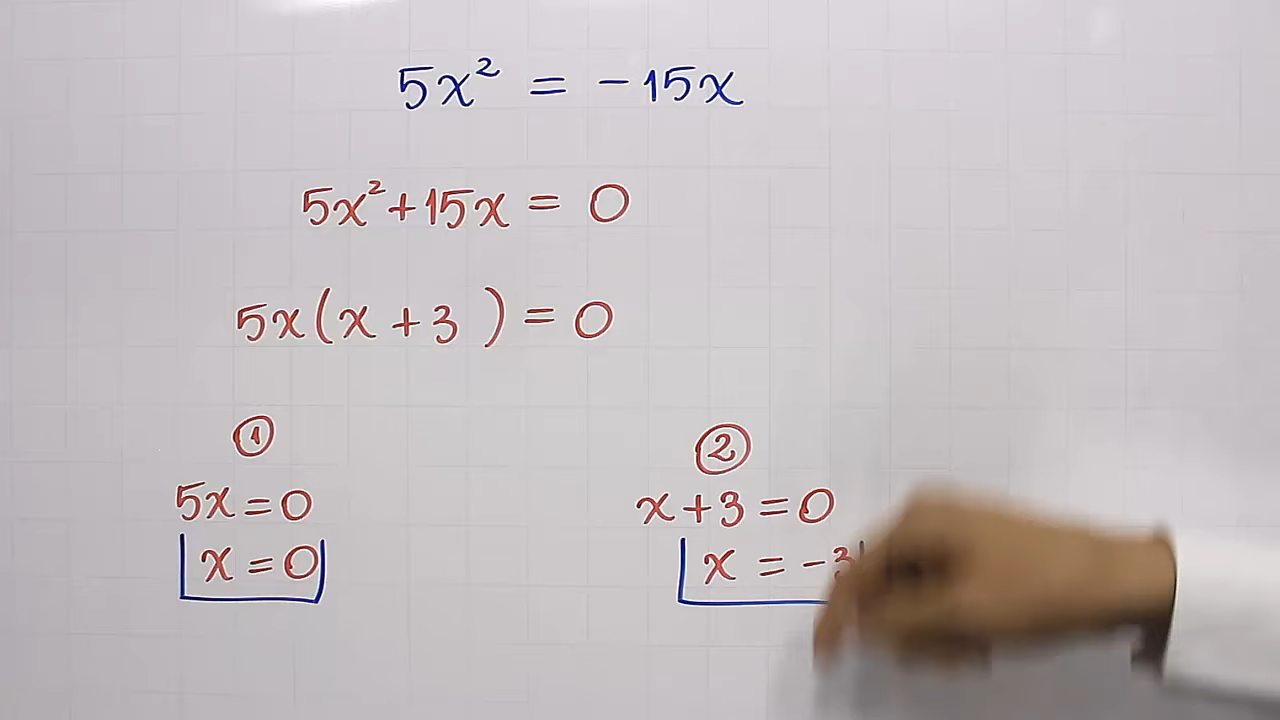 5x² = -15x
5x²+15x = 0
5x(x+3) = 0
1
5x=0
x=0
2
x+3=0
x=-3